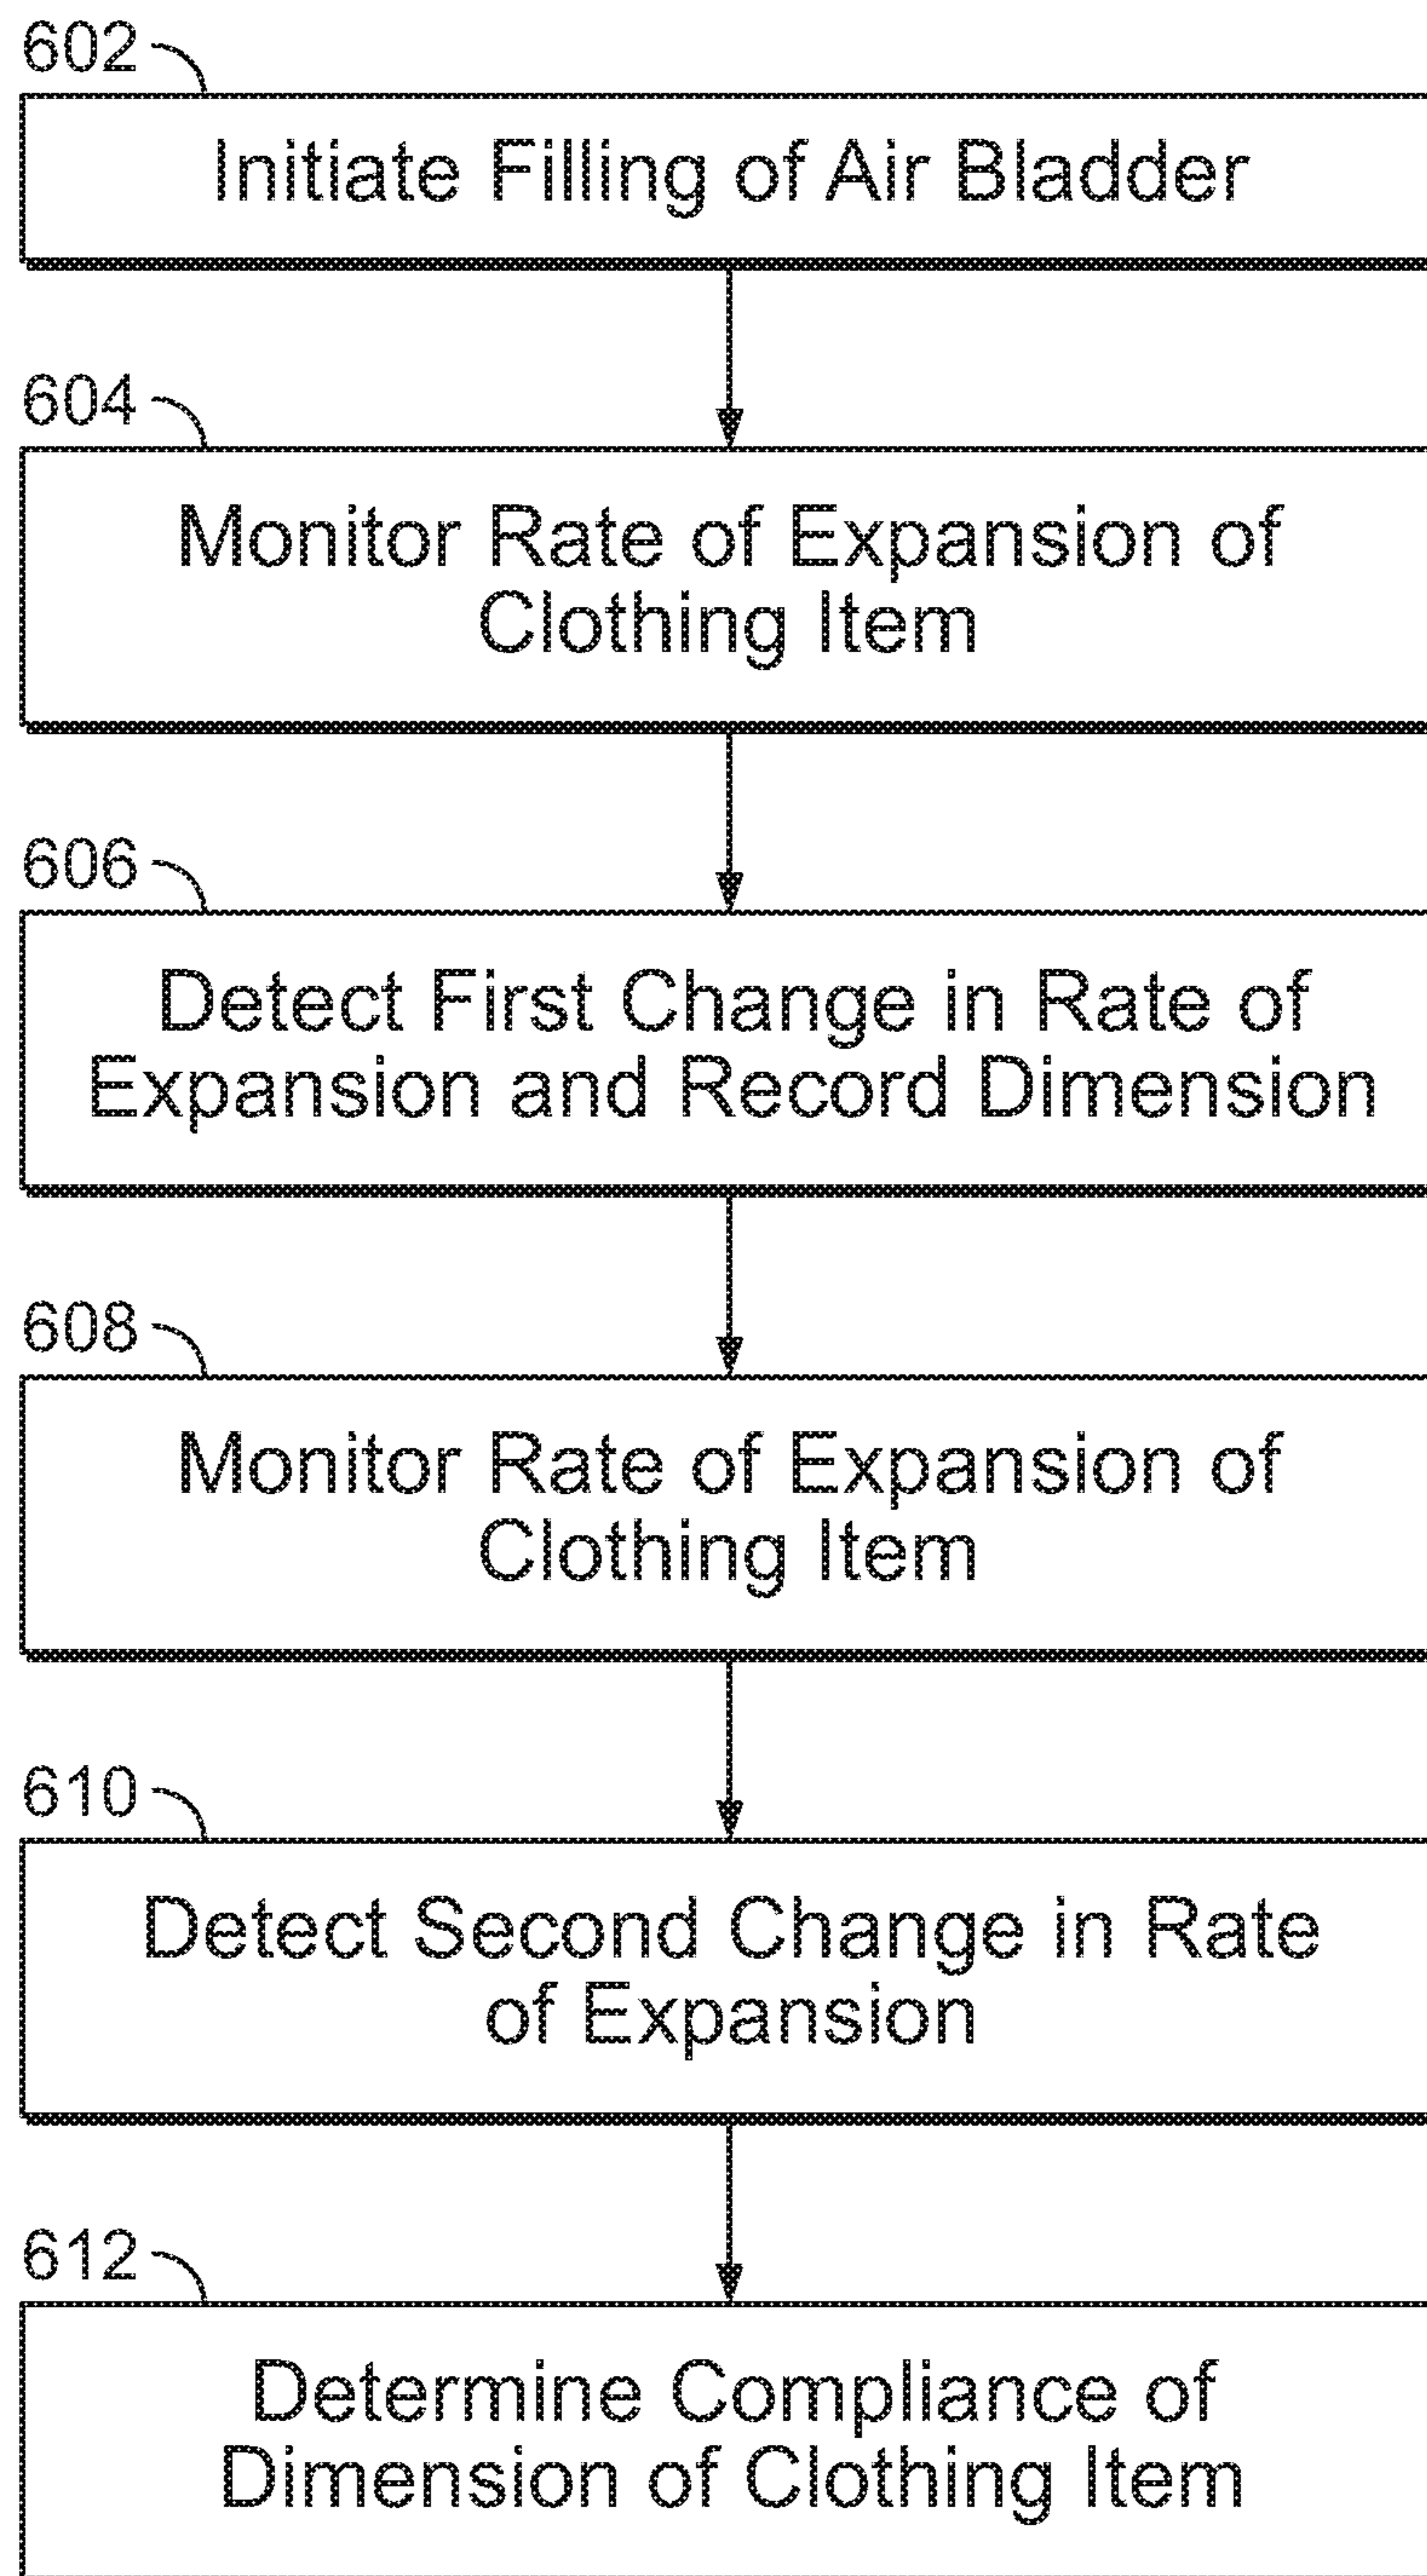 602
Initiate Filling of Air Bladder
604
Monitor Rate of Expansion of
Clothing Item
606
Detect First Change in Rate of
Expansion and Record Dimension
608
Monitor Rate of Expansion of
Clothing Item
610
Detect Second Change in Rate
of Expansion
612
Determine Compliance of
Dimension of Clothing Item